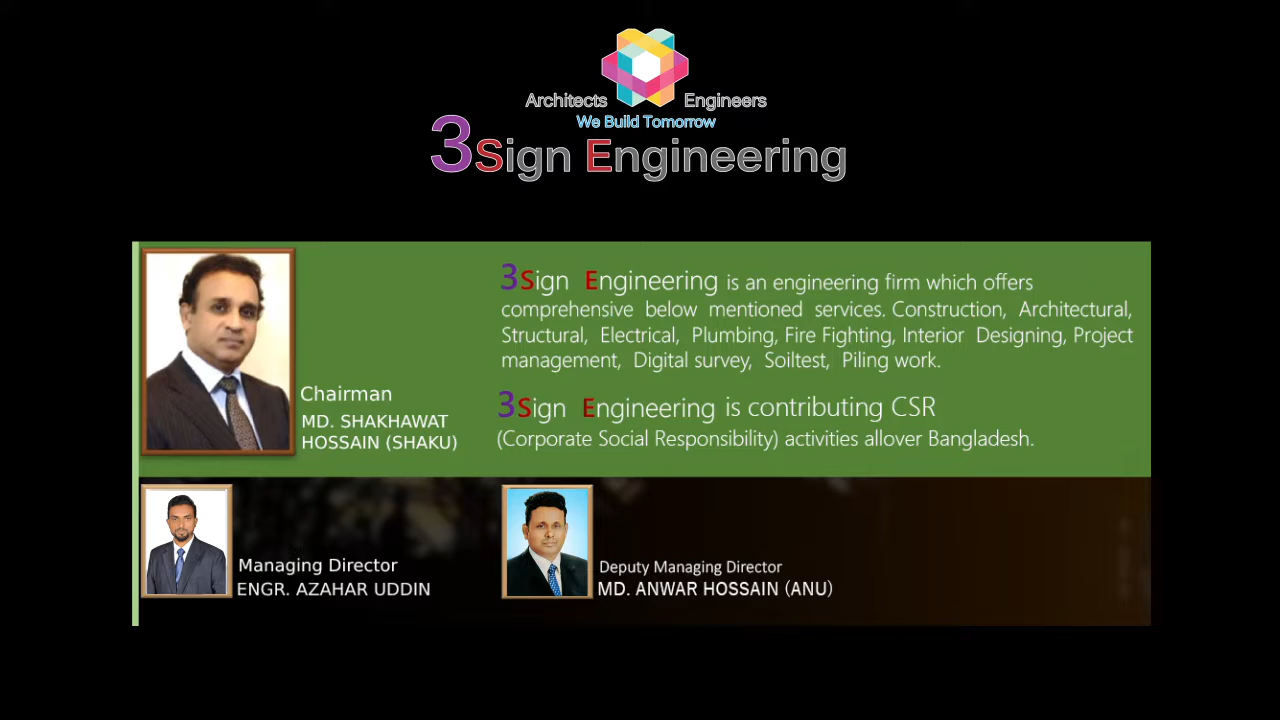 Architects Engineers
We Build Tomorrow
3Sign Engineering
3Sign Engineering is an engineering firm which offers
comprehensive below mentioned services. Construction, Architectural,
Structural, Electrical, Plumbing, Fire Fighting, Interior Designing, Project
management, Digital survey, Soiltest, Piling work.
3Sign Engineering is contributing CSR
(Corporate Social Responsibility) activities allover Bangladesh.
Chairman
MD. SHAKHAWAT
HOSSAIN (SHAKU)
Managing Director
ENGR. AZAHAR UDDIN
Deputy Managing Director
MD. ANWAR HOSSAIN (ANU)